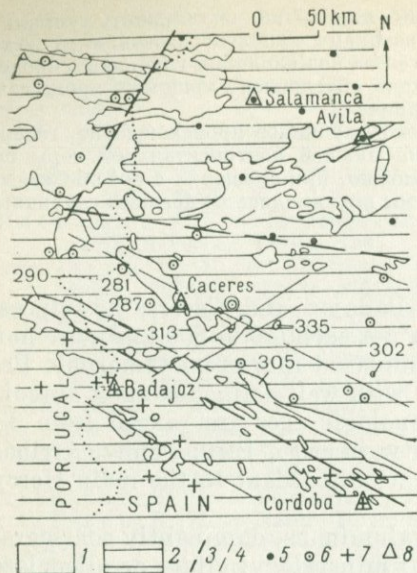 0 50 km
N
Salamanca
Avila
290
281
Caceres
287
313
335
305
302
Badajoz
PORTUGAL
SPAIN
Cordoba
1 2 3 4 5 6 7 8